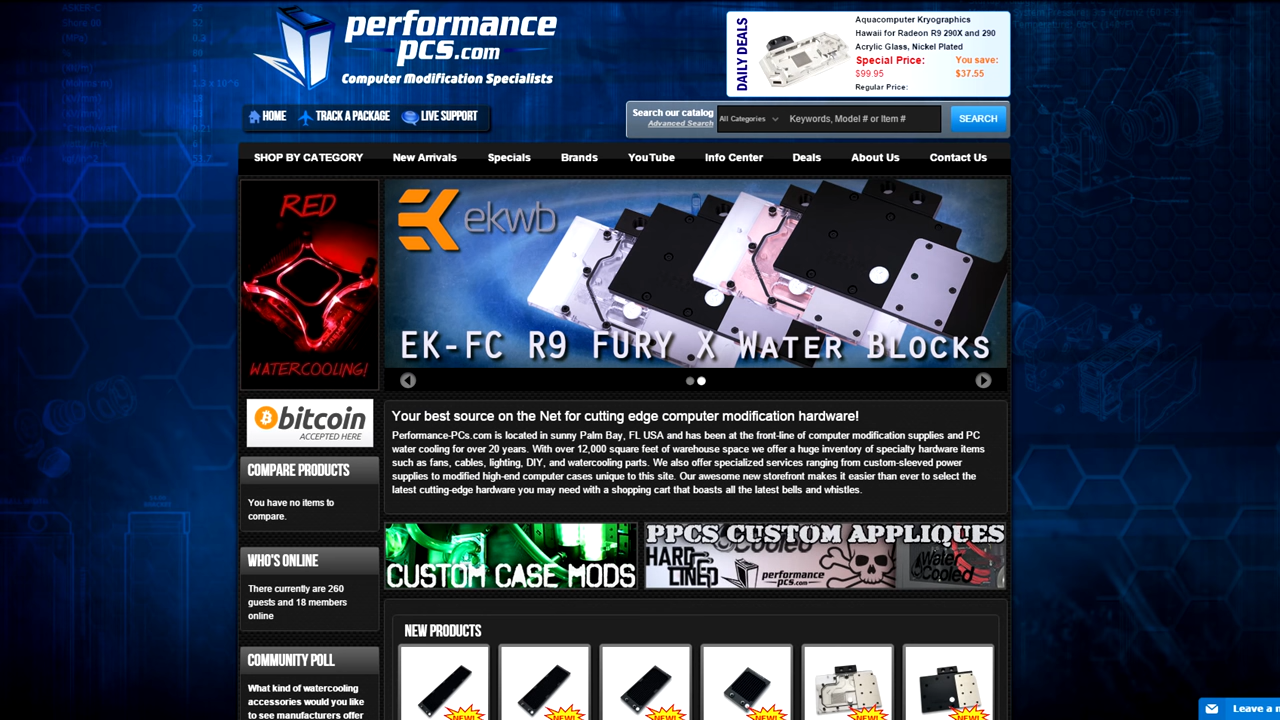 performance
pcs.com
Computer Modification Specialists
DAILY DEALS
Aquacomputer Kryographics
Hawaii for Radeon R9 290X and 290
Acrylic Glass, Nickel Plated
Special Price: You save:
$99.95 $37.55
Regular Price:
HOME TRACK A PACKAGE LIVE SUPPORT
Search our catalog
Advanced Search
All Categories
Keywords, Model # or Item #
SEARCH
SHOP BY CATEGORY New Arrivals Specials Brands YouTube Info Center Deals About Us Contact Us
RED
WATERCOOLING!
ekwb
EK-FC R9 FURY X WATER BLOCKS
bitcoin
ACCEPTED HERE
Your best source on the Net for cutting edge computer modification hardware!
Performance-PCs.com is located in sunny Palm Bay, FL USA and has been at the front-line of computer modification supplies and PC
water cooling for over 20 years. With over 12,000 square feet of warehouse space we offer a huge inventory of specialty hardware items
such as fans, cables, lighting, DIY, and watercooling parts. We also offer specialized services ranging from custom-sleeved power
supplies to modified high-end computer cases unique to this site. Our awesome new storefront makes it easier than ever to select the
latest cutting-edge hardware you may need with a shopping cart that boasts all the latest bells and whistles.
COMPARE PRODUCTS
You have no items to
compare.
CUSTOM CASE MODS
PPCS CUSTOM APPLIQUES
HARD
LINED
Cooled
performance
pcs.com
Water
Cooled
WHO'S ONLINE
There currently are 260
guests and 18 members
online
NEW PRODUCTS
NEW! NEW! NEW! NEW! NEW! NEW!
COMMUNITY POLL
What kind of watercooling
accessories would you like
to see manufacturers offer
Leave a